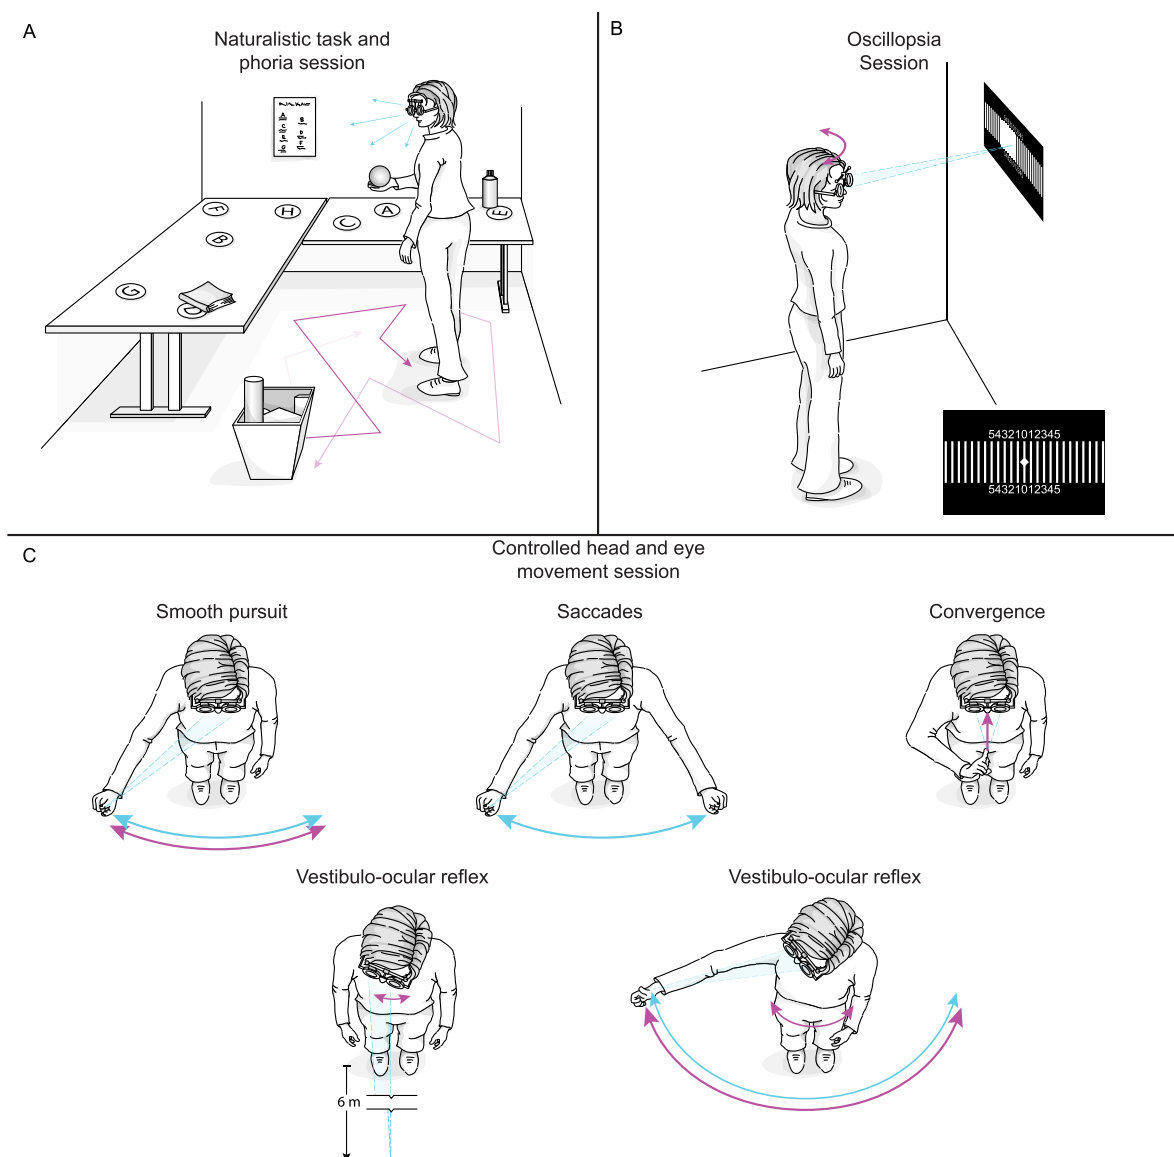 A
Naturalistic task and
phoria session
A
B
C
D
E
F
G
F
H
C
A
E
B
G
D
B
Oscillopsia
Session
54321012345
54321012345
C
Controlled head and eye
movement session
Smooth pursuit
Saccades
Convergence
Vestibulo-ocular reflex
Vestibulo-ocular reflex
6 m